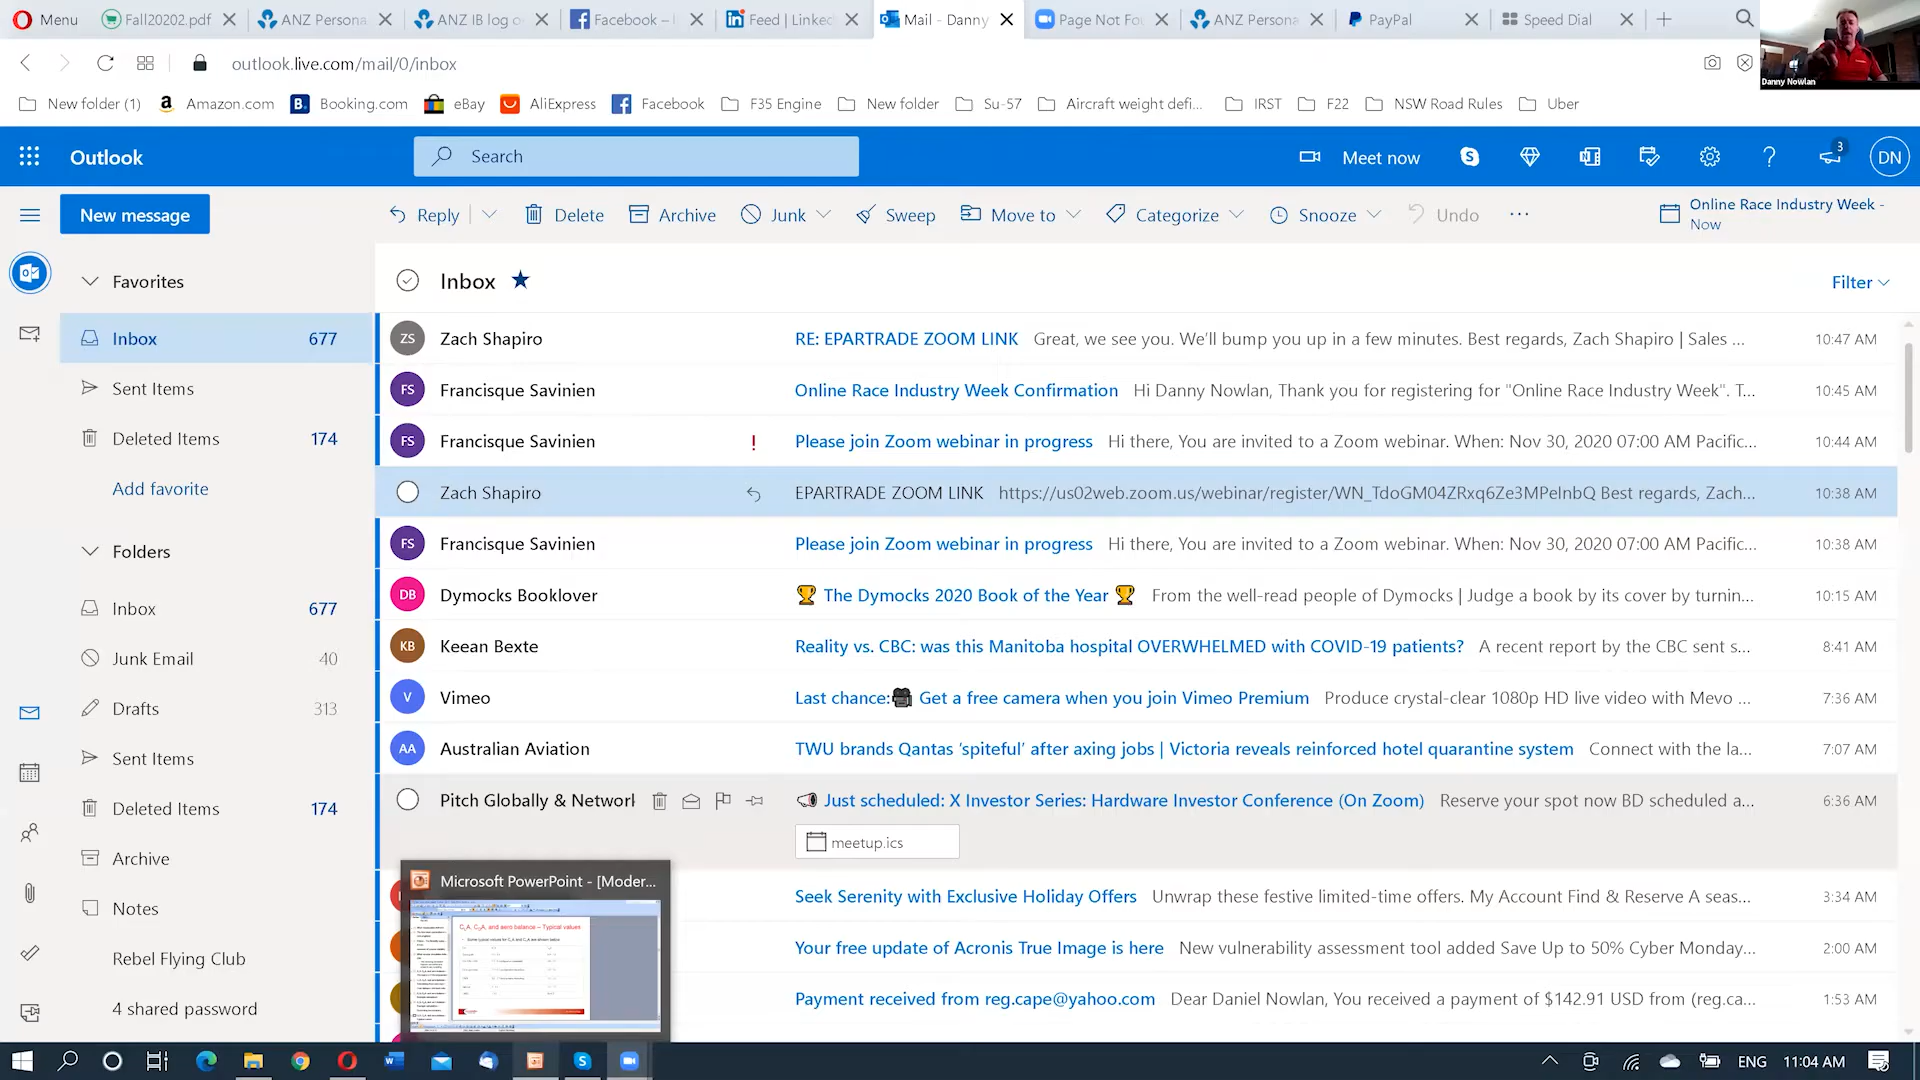 Menu
Fall20202.pdf
ANZ Persona
ANZ IB log o
Facebook –
Feed | Linked
Mail - Danny
Page Not Fou
ANZ Persona
PayPal
Speed Dial
outlook.live.com/mail/0/inbox
Danny Nowlan
New folder (1)
Amazon.com
Booking.com
eBay
AliExpress
Facebook
F35 Engine
New folder
Su-57
Aircraft weight defi...
IRST
F22
NSW Road Rules
Uber
Outlook
Search
Meet now
3
DN
New message
Reply
Delete
Archive
Junk
Sweep
Move to
Categorize
Snooze
Undo
Online Race Industry Week -
Now
Favorites
Inbox 677
Sent Items
Deleted Items 174
Add favorite
Folders
Inbox 677
Junk Email 40
Drafts 313
Sent Items
Deleted Items 174
Archive
Notes
Rebel Flying Club
4 shared password
Inbox
Filter
ZS Zach Shapiro RE: EPARTRADE ZOOM LINK Great, we see you. We'll bump you up in a few minutes. Best regards, Zach Shapiro | Sales ... 10:47 AM
FS Francisque Savinien Online Race Industry Week Confirmation Hi Danny Nowlan, Thank you for registering for "Online Race Industry Week". T... 10:45 AM
FS Francisque Savinien ! Please join Zoom webinar in progress Hi there, You are invited to a Zoom webinar. When: Nov 30, 2020 07:00 AM Pacific... 10:44 AM
Zach Shapiro EPARTRADE ZOOM LINK https://us02web.zoom.us/webinar/register/WN_TdoGM04ZRxq6Ze3MPeInbQ Best regards, Zach... 10:38 AM
FS Francisque Savinien Please join Zoom webinar in progress Hi there, You are invited to a Zoom webinar. When: Nov 30, 2020 07:00 AM Pacific... 10:38 AM
DB Dymocks Booklover The Dymocks 2020 Book of the Year From the well-read people of Dymocks | Judge a book by its cover by turnin... 10:15 AM
KB Keean Bexte Reality vs. CBC: was this Manitoba hospital OVERWHELMED with COVID-19 patients? A recent report by the CBC sent s... 8:41 AM
V Vimeo Last chance: Get a free camera when you join Vimeo Premium Produce crystal-clear 1080p HD live video with Mevo ... 7:36 AM
AA Australian Aviation TWU brands Qantas 'spiteful' after axing jobs | Victoria reveals reinforced hotel quarantine system Connect with the la... 7:07 AM
Pitch Globally & Network Just scheduled: X Investor Series: Hardware Investor Conference (On Zoom) Reserve your spot now BD scheduled a... 6:36 AM
meetup.ics
Seek Serenity with Exclusive Holiday Offers Unwrap these festive limited-time offers. My Account Find & Reserve A seas... 3:34 AM
Your free update of Acronis True Image is here New vulnerability assessment tool added Save Up to 50% Cyber Monday... 2:00 AM
Payment received from reg.cape@yahoo.com Dear Daniel Nowlan, You received a payment of $142.91 USD from (reg.ca... 1:53 AM
Microsoft PowerPoint - [Moder...
ENG
11:04 AM